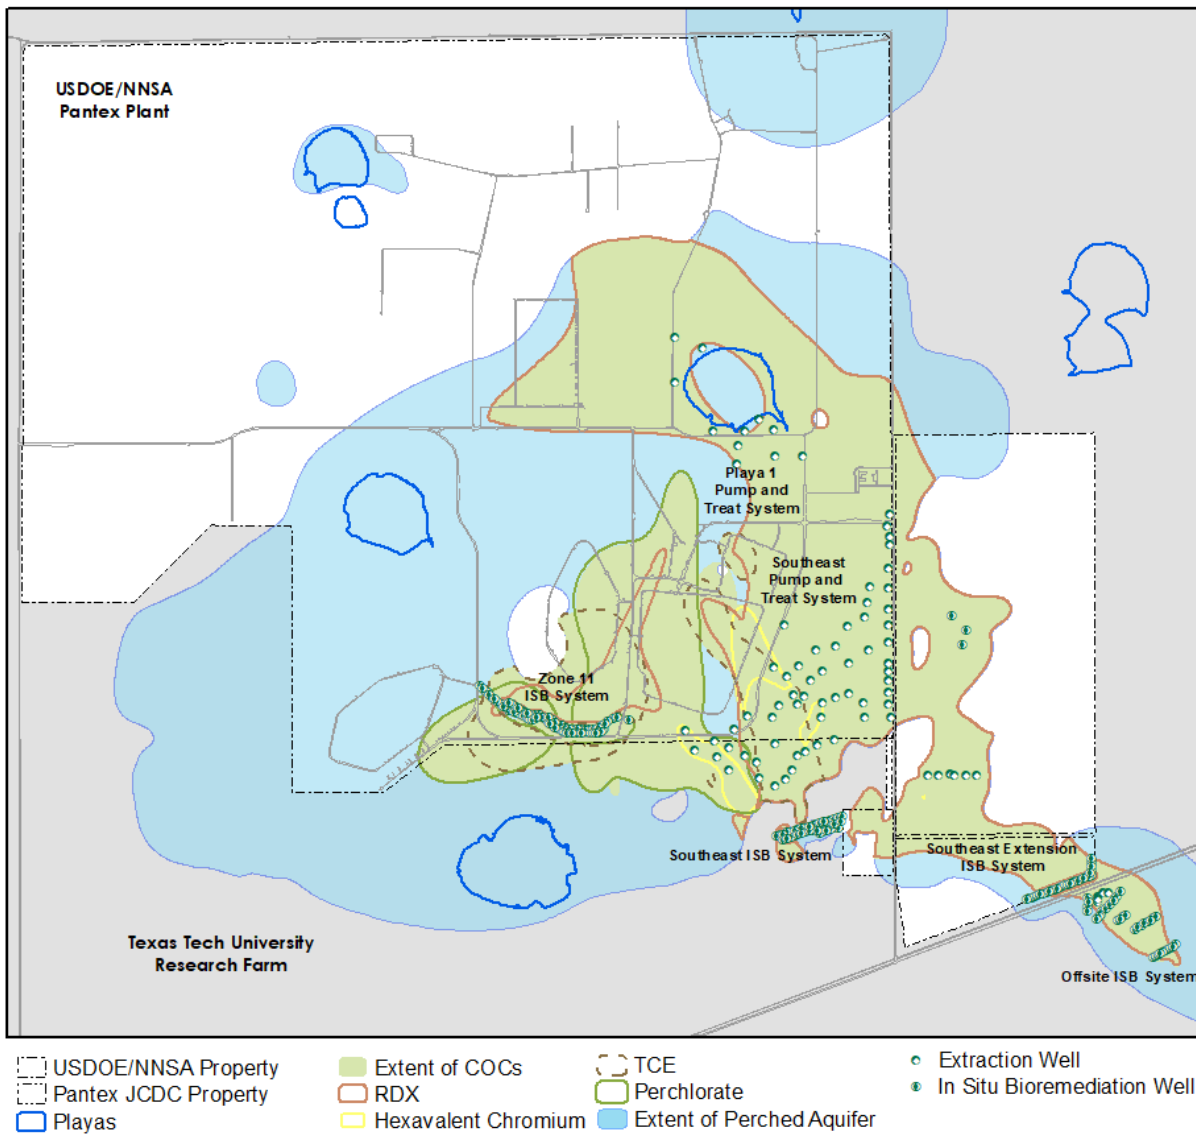 USDOE/NNSA
Pantex Plant
Playa 1
Pump and
Treat System
Southeast
Pump and
Treat System
Zone 11
ISB System
Southeast ISB System
Southeast Extension
ISB System
Texas Tech University
Research Farm
Offsite ISB System
USDOE/NNSA Property
Pantex JCDC Property
Playas
Extent of COCs
RDX
Hexavalent Chromium
TCE
Perchlorate
Extent of Perched Aquifer
Extraction Well
In Situ Bioremediation Well